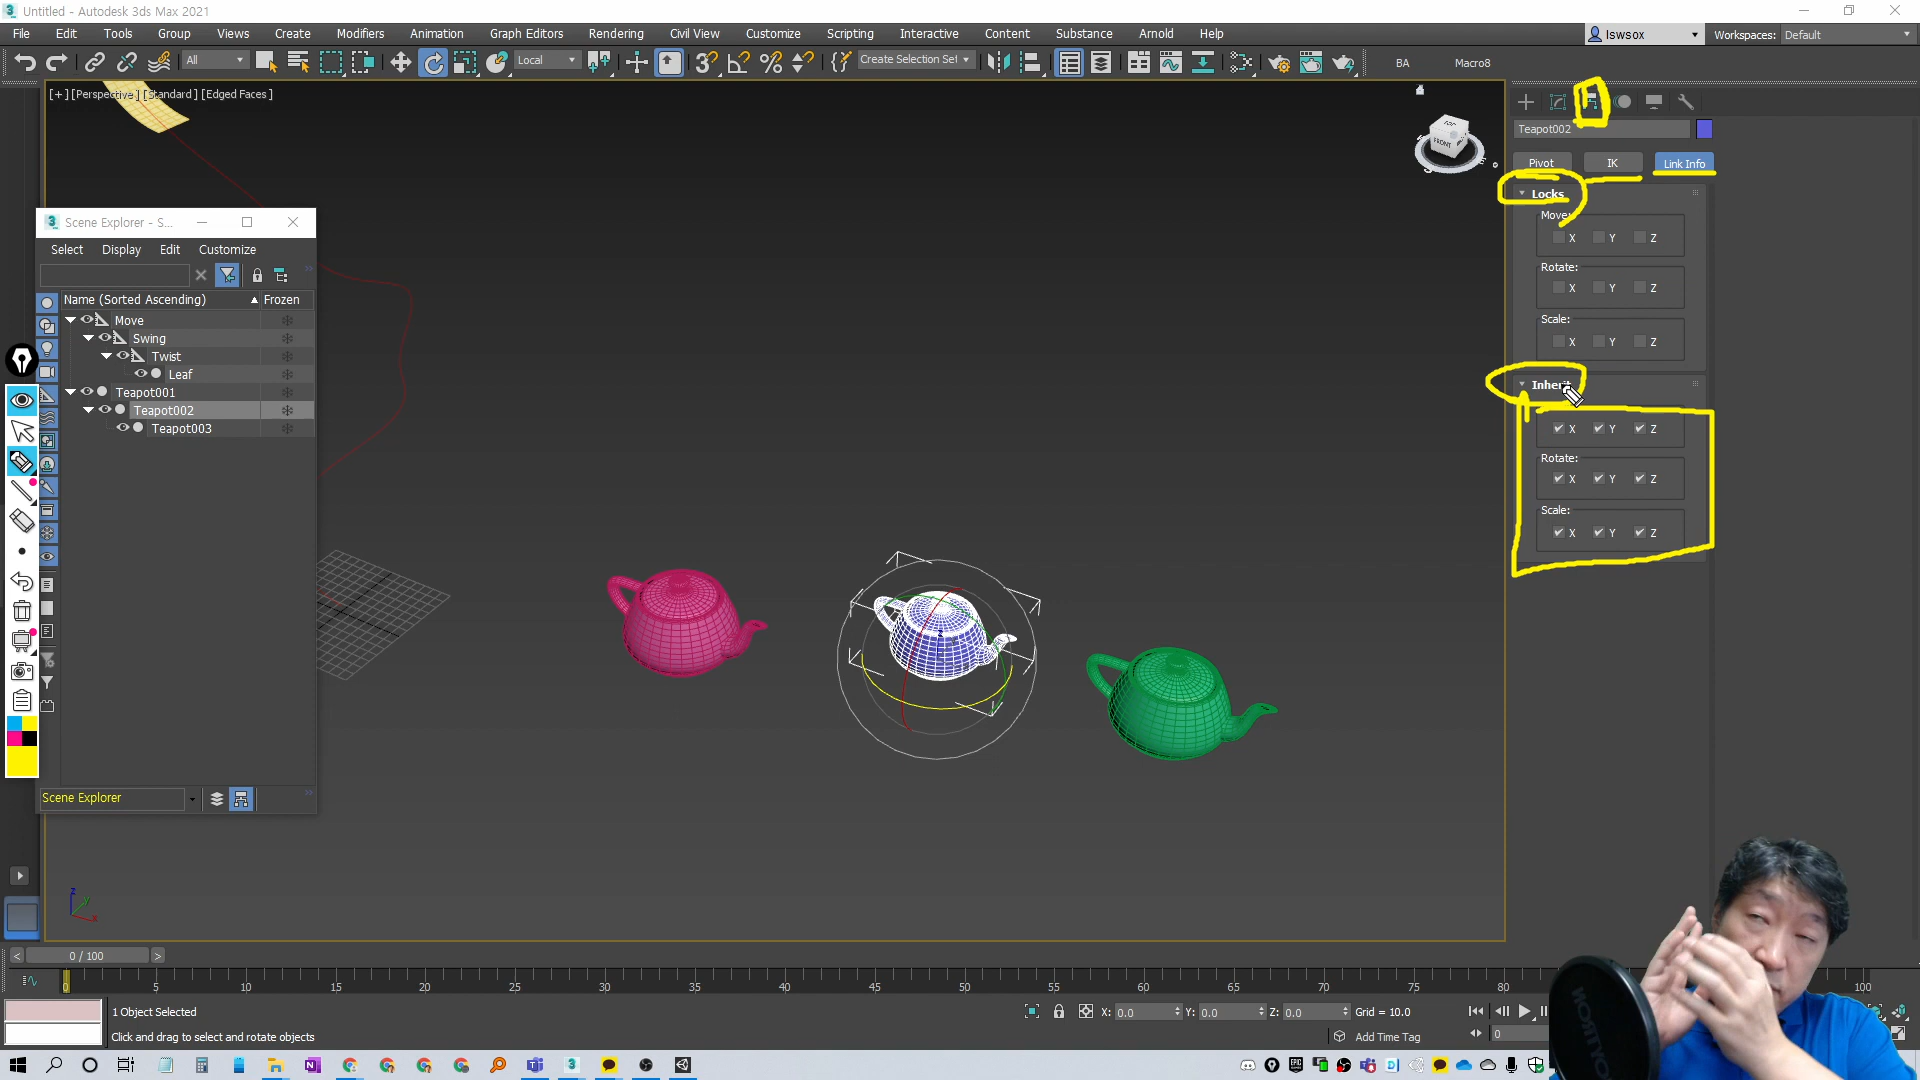 Untitled - Autodesk 3ds Max 2021
File Edit Tools Group Views Create Modifiers Animation Graph Editors Rendering Civil View Customize Scripting Interactive Content Substance Arnold Help
lswsox
Workspaces: Default
All
Local
Create Selection Set
BA
Macro8
[+] [Perspective ] [Standard ] [Edged Faces ]
Teapot002
Pivot IK Link Info
Locks
Move:
X Y Z
Rotate:
X Y Z
Scale:
X Y Z
Inherit
X Y Z
Rotate:
X Y Z
Scale:
X Y Z
TOP
FRONT
Scene Explorer - S...
Select Display Edit Customize
Name (Sorted Ascending) Frozen
Move
Swing
Twist
Leaf
Teapot001
Teapot002
Teapot003
Scene Explorer
z
y
x
z
0 / 100
0 5 10 15 20 25 30 35 40 45 50 55 60 65 70 75 80 100
1 Object Selected
X: 0.0 Y: 0.0 Z: 0.0 Grid = 10.0
Click and drag to select and rotate objects
Add Time Tag
0